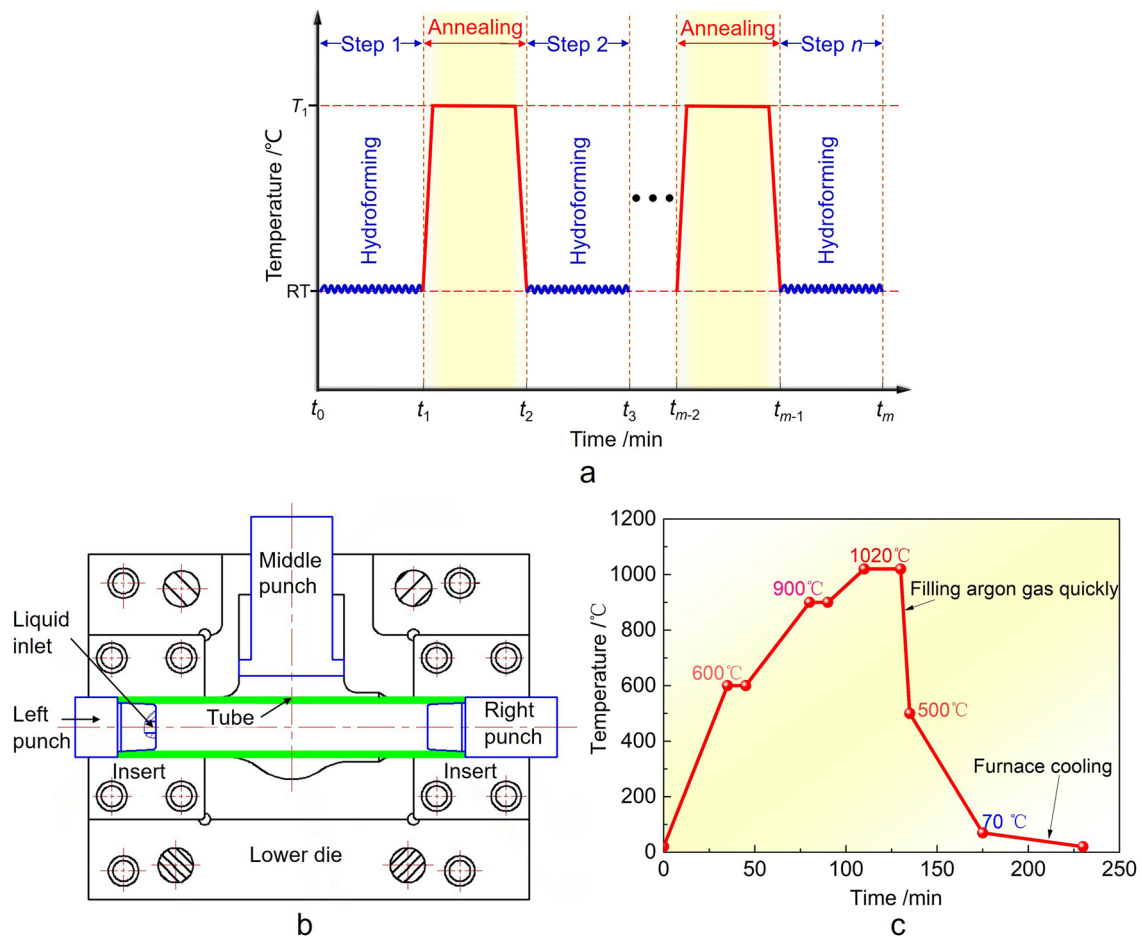 Step 1
Annealing
Step 2
Annealing
Step n
T1
Temperature /℃
Hydroforming
Hydroforming
Hydroforming
RT
t0
t1
t2
t3
tm-2
tm-1
tm
Time /min
a
Middle
punch
Liquid
inlet
Left
punch
Tube
Right
punch
Insert
Insert
Lower die
b
1200
1000
800
600
400
200
0
Temperature /℃
600℃
900℃
1020℃
Filling argon gas quickly
500℃
Furnace cooling
70 ℃
0
50
100
150
200
250
Time /min
c